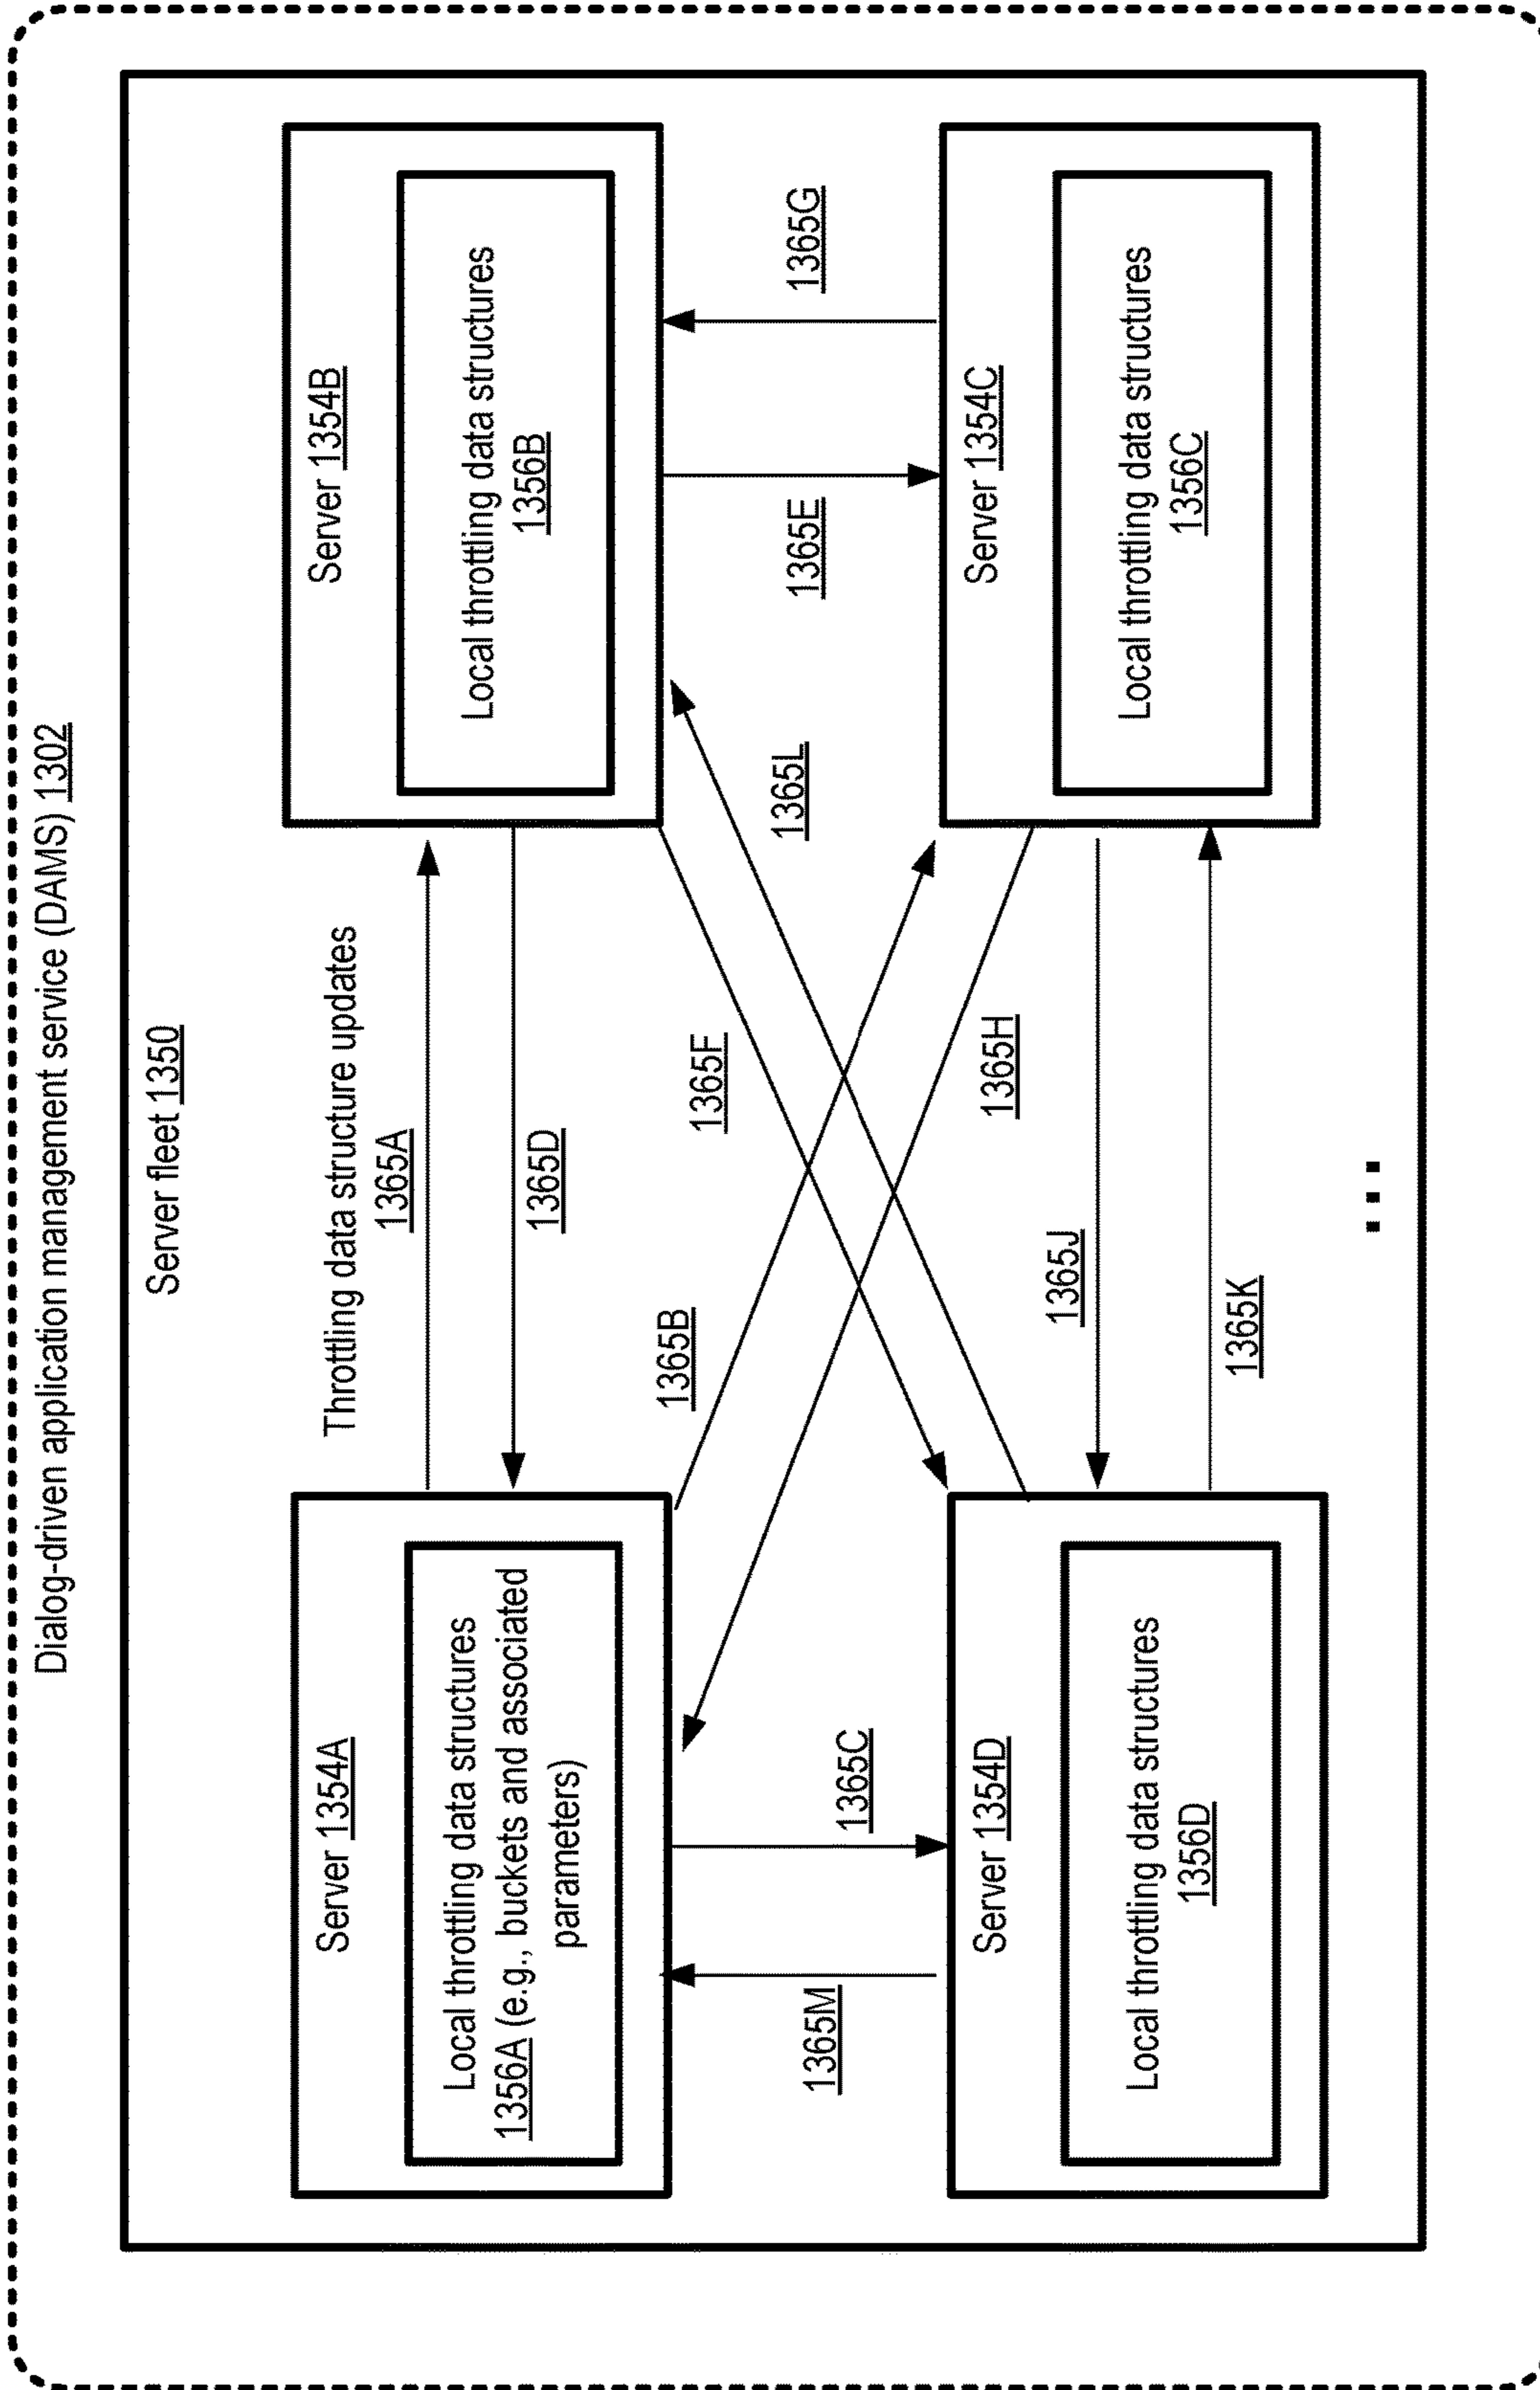 Dialog-driven application management service (DAMS) 1302
Server fleet 1350
Server 1354A
Local throttling data structures
1356A (e.g., buckets and associated
parameters)
Throttling data structure updates
1365A
1365D
Server 1354B
Local throttling data structures
1356B
1365B
1365F
1365L
1365H
1365M
1365C
1365E
1365G
Server 1354D
Local throttling data structures
1356D
1365J
1365K
Server 1354C
Local throttling data structures
1356C
...